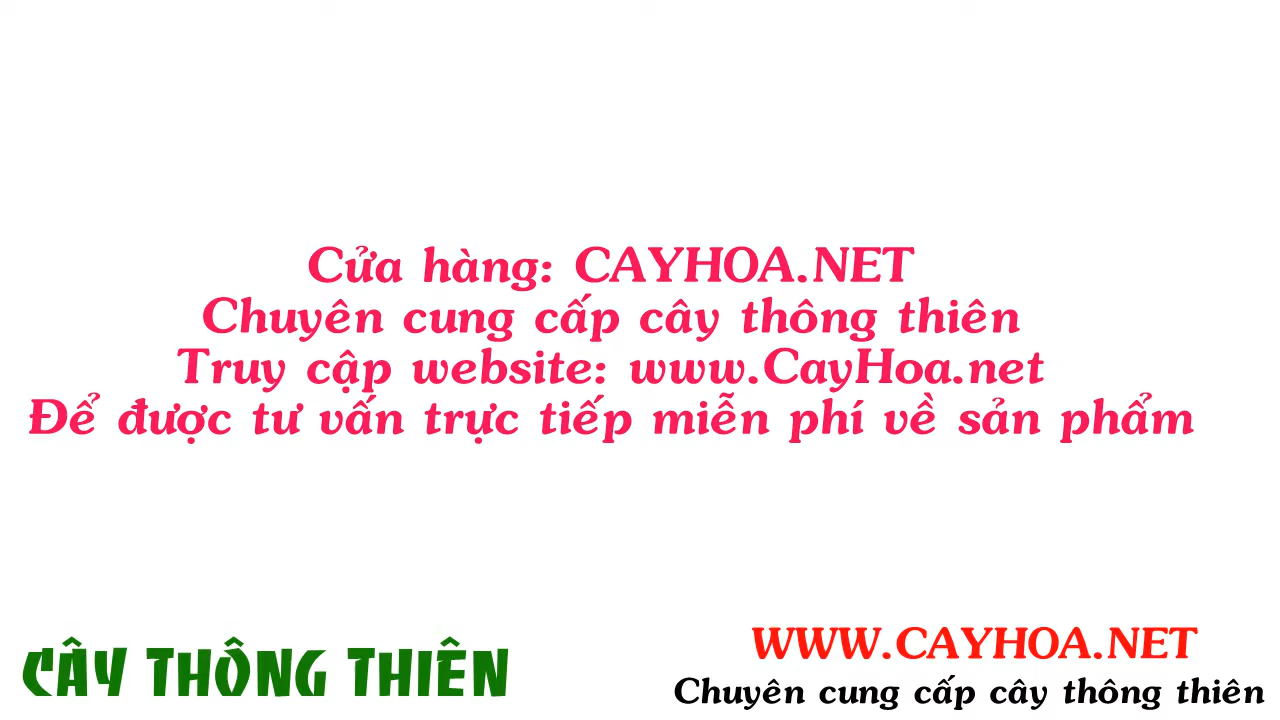 Cửa hàng: CAYHOA.NET
Chuyên cung cấp cây thông thiên
Truy cập website: www.CayHoa.net
Để được tư vấn trực tiếp miễn phí về sản phẩm
CÂY THÔNG THIÊN
WWW.CAYHOA.NET
Chuyên cung cấp cây thông thiên